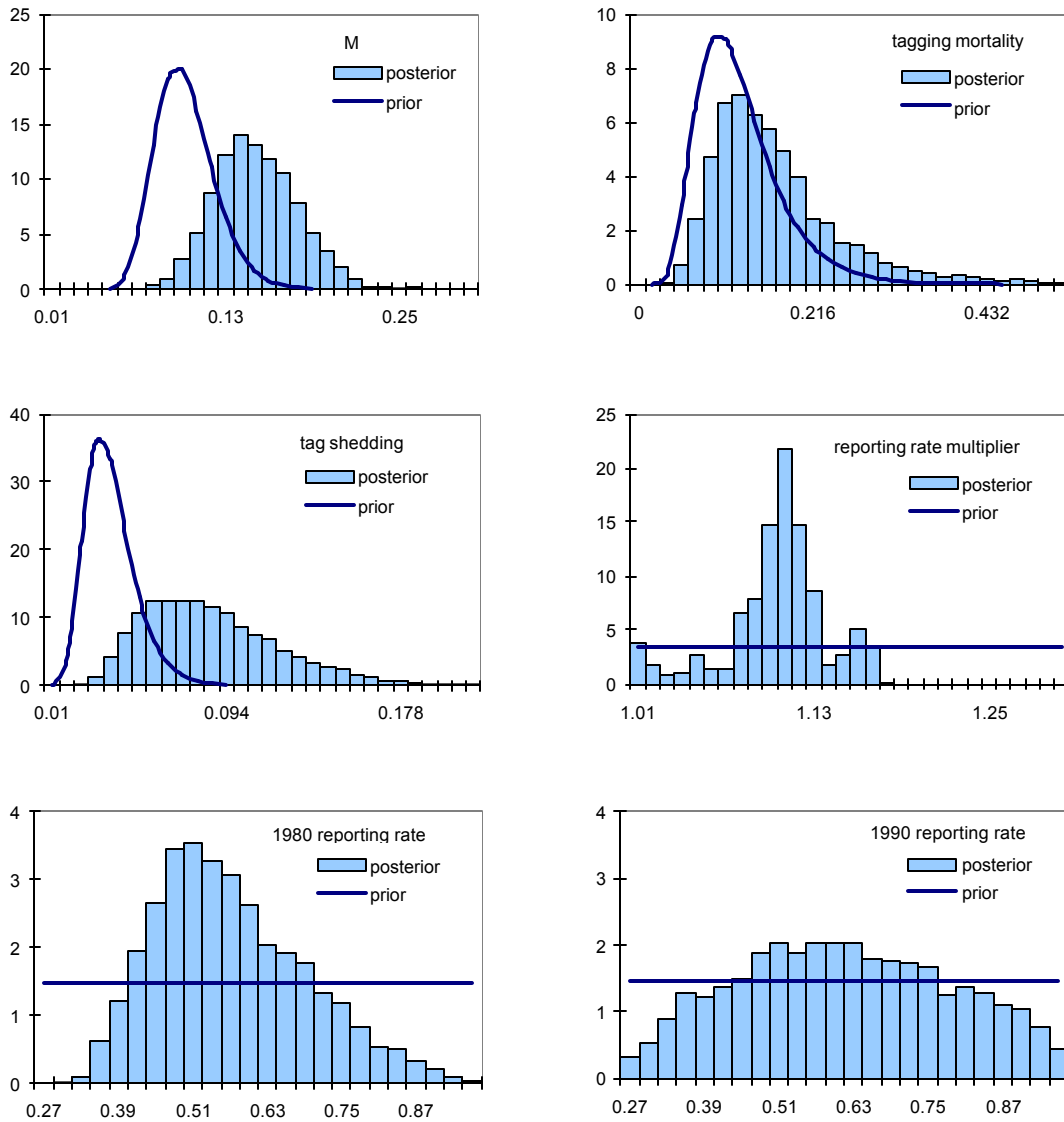 M
posterior
prior
25
20
15
10
5
0
0.01 0.13 0.25
tagging mortality
posterior
prior
10
8
6
4
2
0
0 0.216 0.432
tag shedding
posterior
prior
40
30
20
10
0
0.01 0.094 0.178
reporting rate multiplier
posterior
prior
25
20
15
10
5
0
1.01 1.13 1.25
1980 reporting rate
posterior
prior
4
3
2
1
0
0.27 0.39 0.51 0.63 0.75 0.87
1990 reporting rate
posterior
prior
4
3
2
1
0
0.27 0.39 0.51 0.63 0.75 0.87